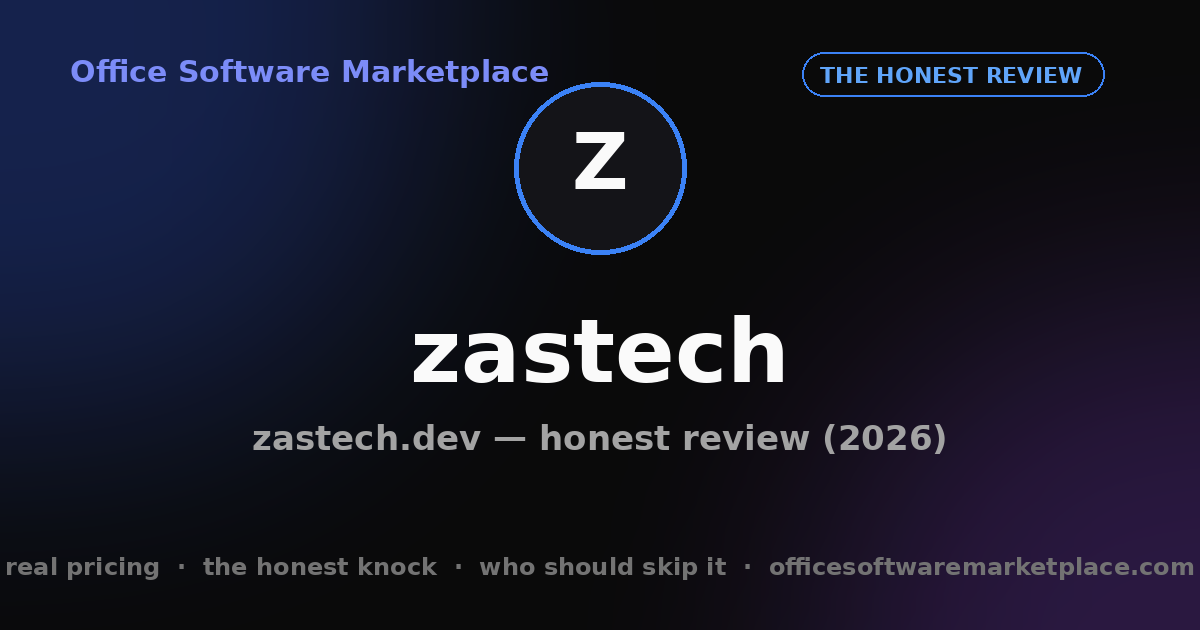 Office Software Marketplace
THE HONEST REVIEW
Z
zastech
zastech.dev — honest review (2026)
real pricing · the honest knock · who should skip it · officesoftwaremarketplace.com